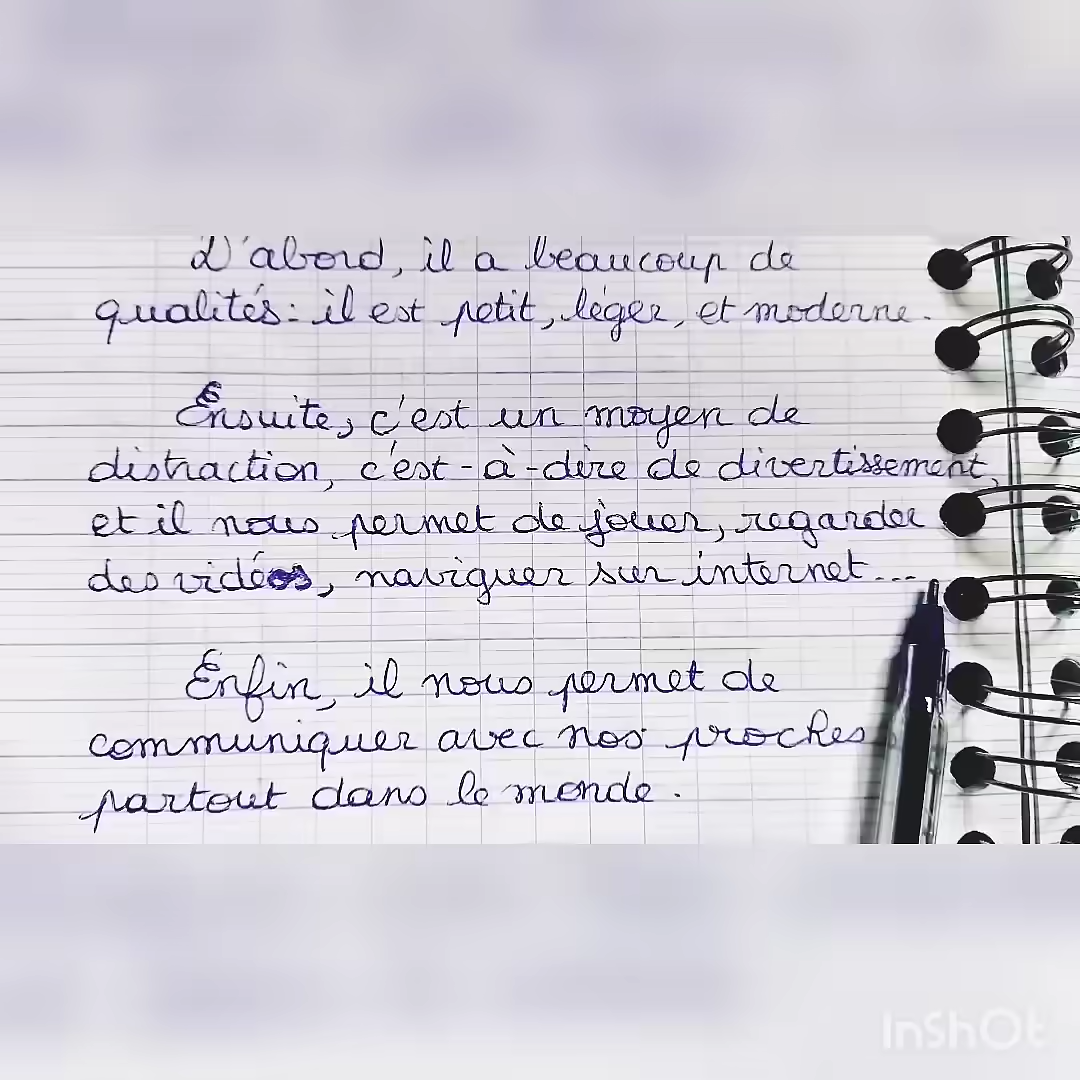 D'abord, il a beaucoup de
qualités: il est petit, léger, et moderne.
Ensuite, c'est un moyen de
distraction, c'est-à-dire de divertissement,
et il nous permet de jouer, regarder
des vidéos, naviguer sur internet...
Enfin, il nous permet de
communiquer avec nos proches
partout dans le monde.
InShOt